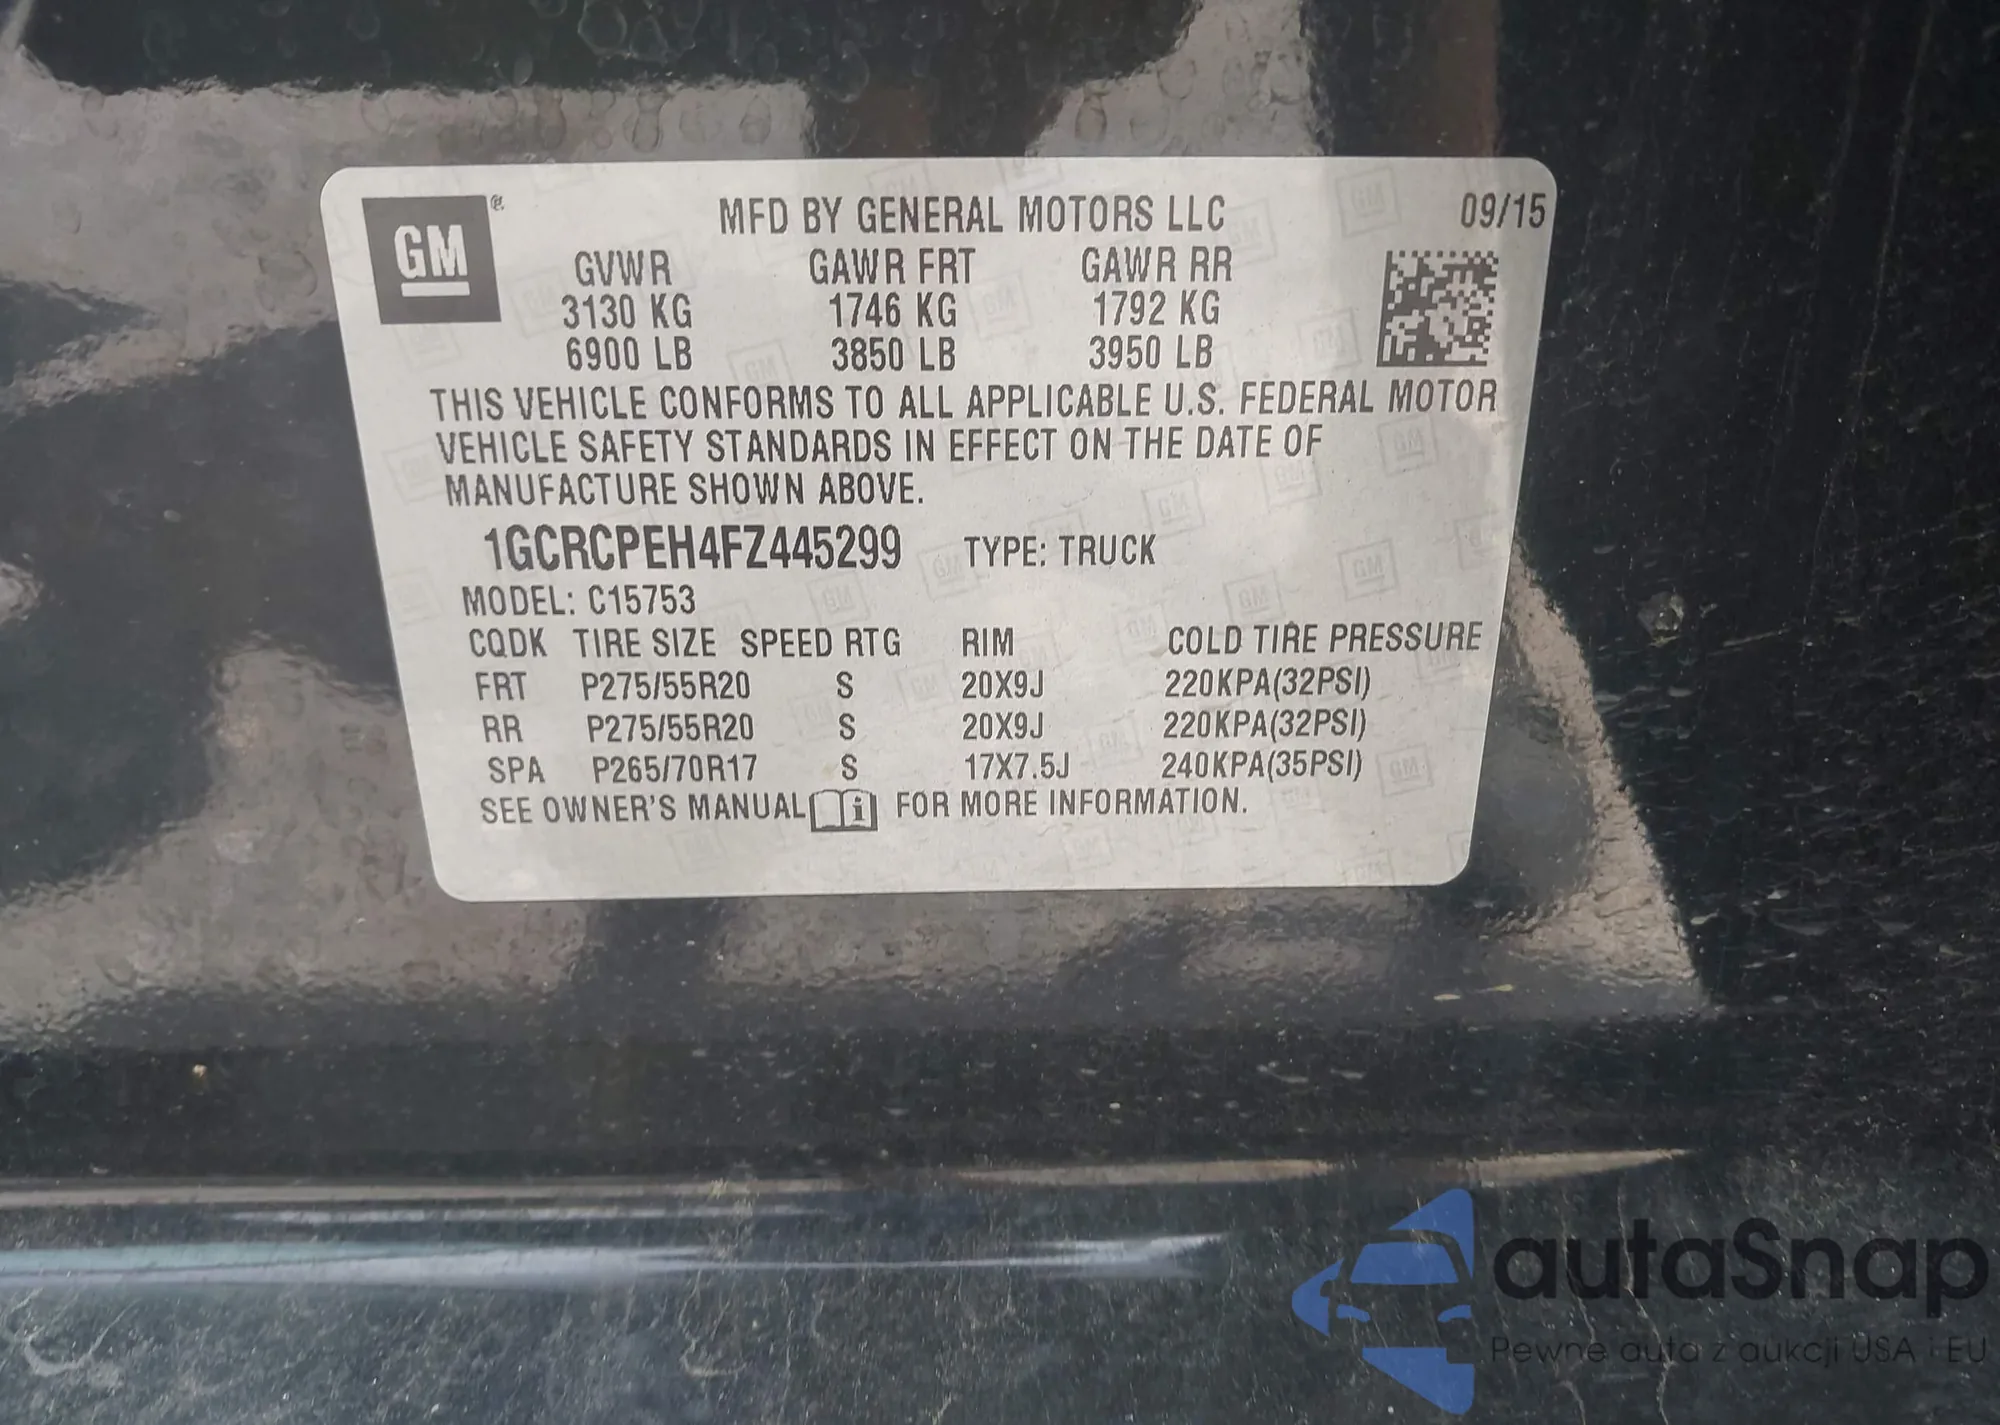 GM ®
MFD BY GENERAL MOTORS LLC 09/15
GVWR GAWR FRT GAWR RR
3130 KG 1746 KG 1792 KG
6900 LB 3850 LB 3950 LB
THIS VEHICLE CONFORMS TO ALL APPLICABLE U.S. FEDERAL MOTOR
VEHICLE SAFETY STANDARDS IN EFFECT ON THE DATE OF
MANUFACTURE SHOWN ABOVE.
1GCRCPEH4FZ445299 TYPE: TRUCK
MODEL: C15753
CQDK TIRE SIZE SPEED RTG RIM COLD TIRE PRESSURE
FRT P275/55R20 S 20X9J 220KPA(32PSI)
RR P275/55R20 S 20X9J 220KPA(32PSI)
SPA P265/70R17 S 17X7.5J 240KPA(35PSI)
SEE OWNER'S MANUAL i FOR MORE INFORMATION.
autaSnap
Pewne auta z aukcji USA i EU